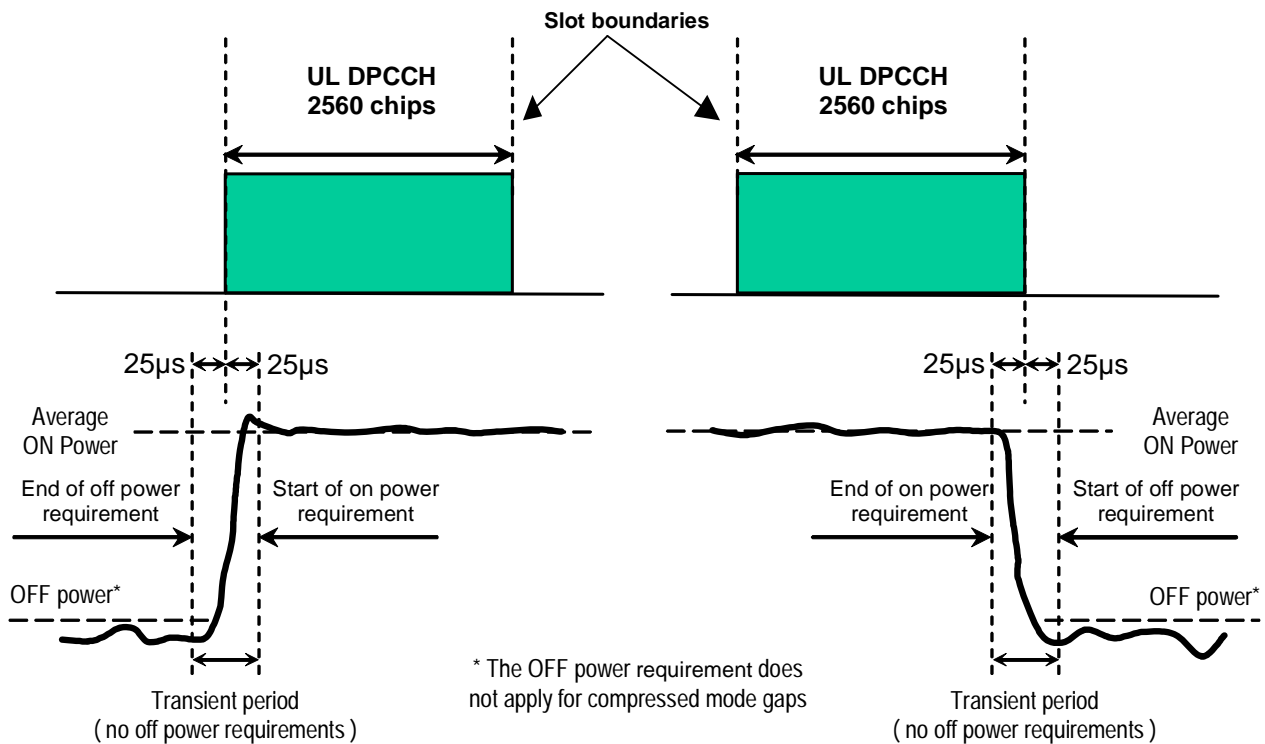 Slot boundaries
UL DPCCH
2560 chips
UL DPCCH
2560 chips
25µs
25µs
25µs
25µs
Average
ON Power
Average
ON Power
End of off power
requirement
Start of on power
requirement
End of on power
requirement
Start of off power
requirement
OFF power*
OFF power*
* The OFF power requirement does
not apply for compressed mode gaps
Transient period
( no off power requirements )
Transient period
( no off power requirements )